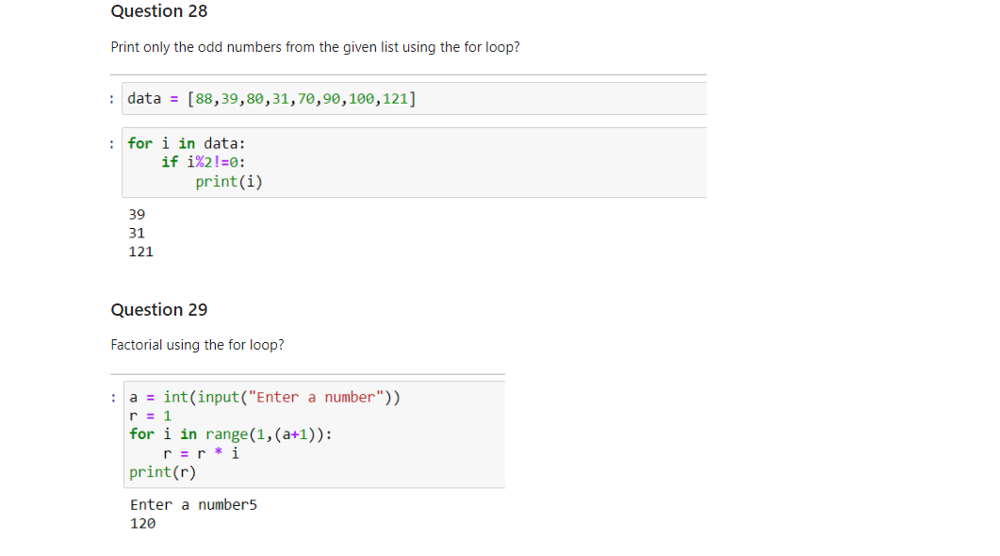 Question 28
Print only the odd numbers from the given list using the for loop?
: data = [88,39,80,31,70,90,100,121]
: for i in data:
    if i%2!=0:
        print(i)
39
31
121
Question 29
Factorial using the for loop?
: a = int(input("Enter a number"))
r = 1
for i in range(1,(a+1)):
    r = r * i
print(r)
Enter a number5
120